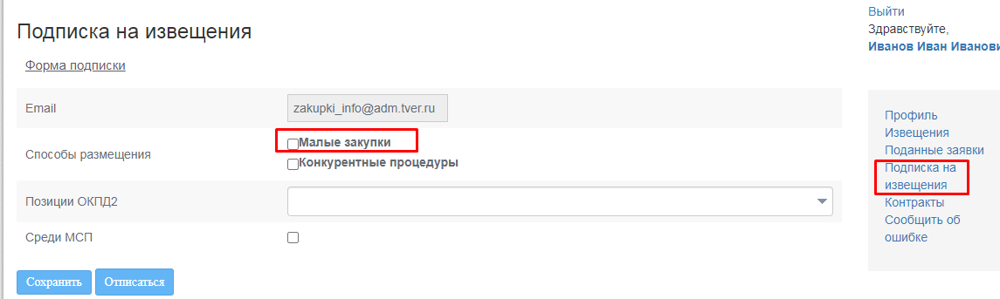 Подписка на извещения
Форма подписки
Email
zakupki_info@adm.tver.ru
Способы размещения
Малые закупки
Конкурентные процедуры
Позиции ОКПД2
Среди МСП
Сохранить
Отписаться
Выйти
Здравствуйте,
Иванов Иван
Профиль
Извещения
Поданные заявки
Подписка на
извещения
Контракты
Сообщить об
ошибке